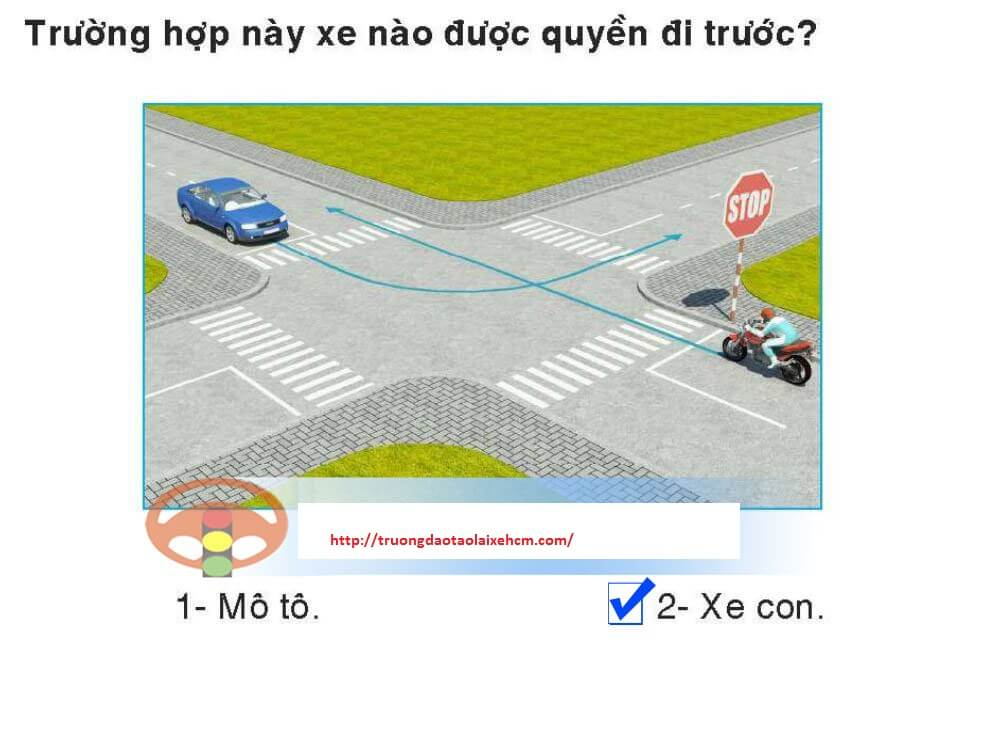 Trường hợp này xe nào được quyền đi trước?
STOP
http://truongdaotaolaixehcm.com/
1- Mô tô.
2- Xe con.